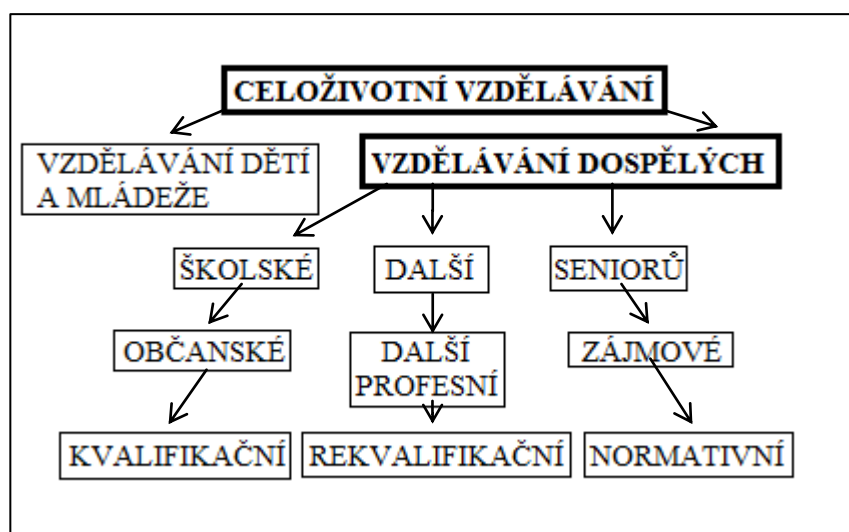 CELOŽIVOTNÍ VZDĚLÁVÁNÍ
VZDĚLÁVÁNÍ DĚTÍ
A MLÁDEŽE
VZDĚLÁVÁNÍ DOSPĚLÝCH
ŠKOLSKÉ
DALŠÍ
SENIORŮ
OBČANSKÉ
DALŠÍ
PROFESNÍ
ZÁJMOVÉ
KVALIFIKAČNÍ
REKVALIFIKAČNÍ
NORMATIVNÍ